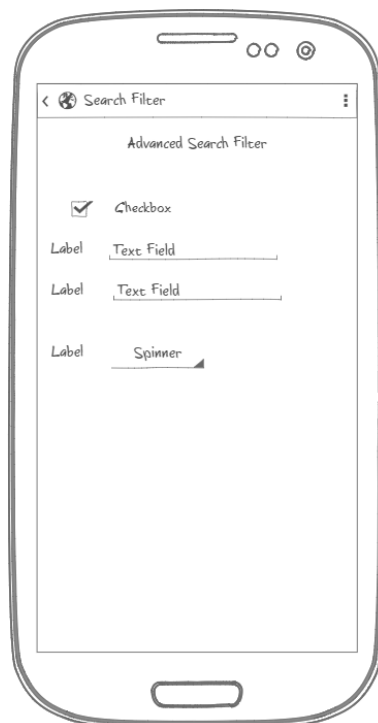 Search Filter
Advanced Search Filter
Checkbox
Label Text Field
Label Text Field
Label Spinner